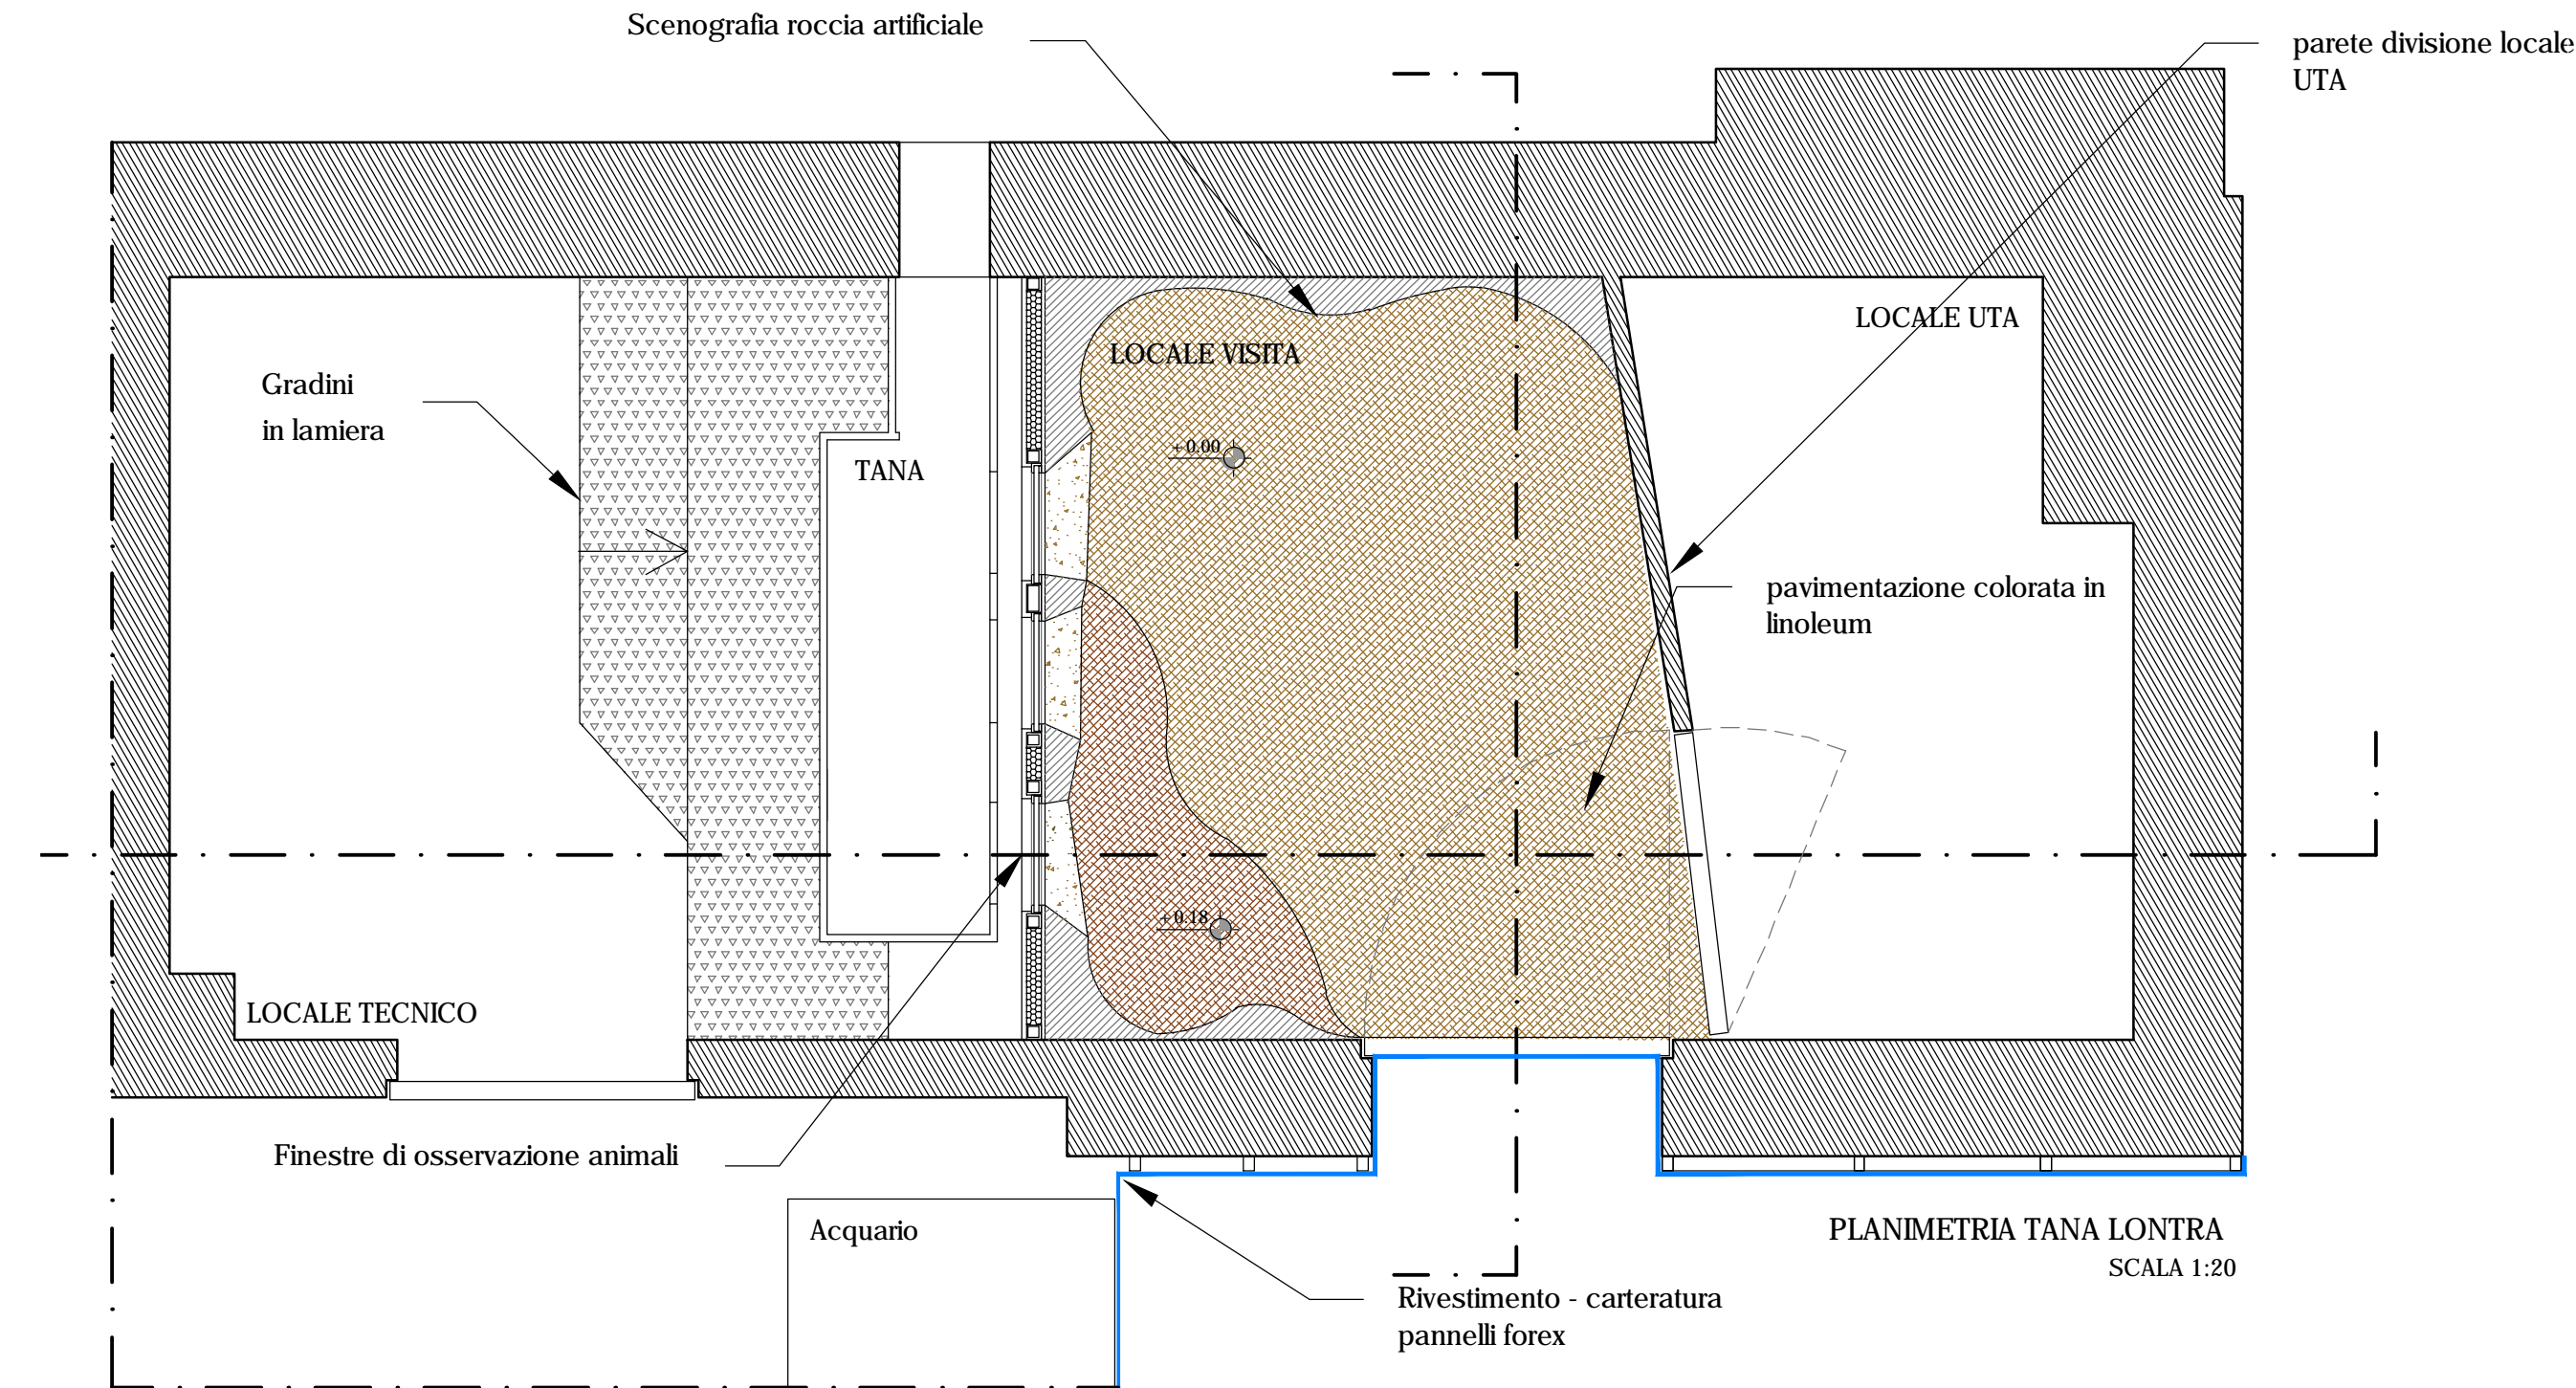 Scenografia roccia artificiale
parete divisione locale
UTA
LOCALE UTA
LOCALE VISITA
Gradini
in lamiera
+0.00
TANA
pavimentazione colorata in
linoleum
+0.18
LOCALE TECNICO
Finestre di osservazione animali
Acquario
PLANIMETRIA TANA LONTRA
SCALA 1:20
Rivestimento - carteratura
pannelli forex